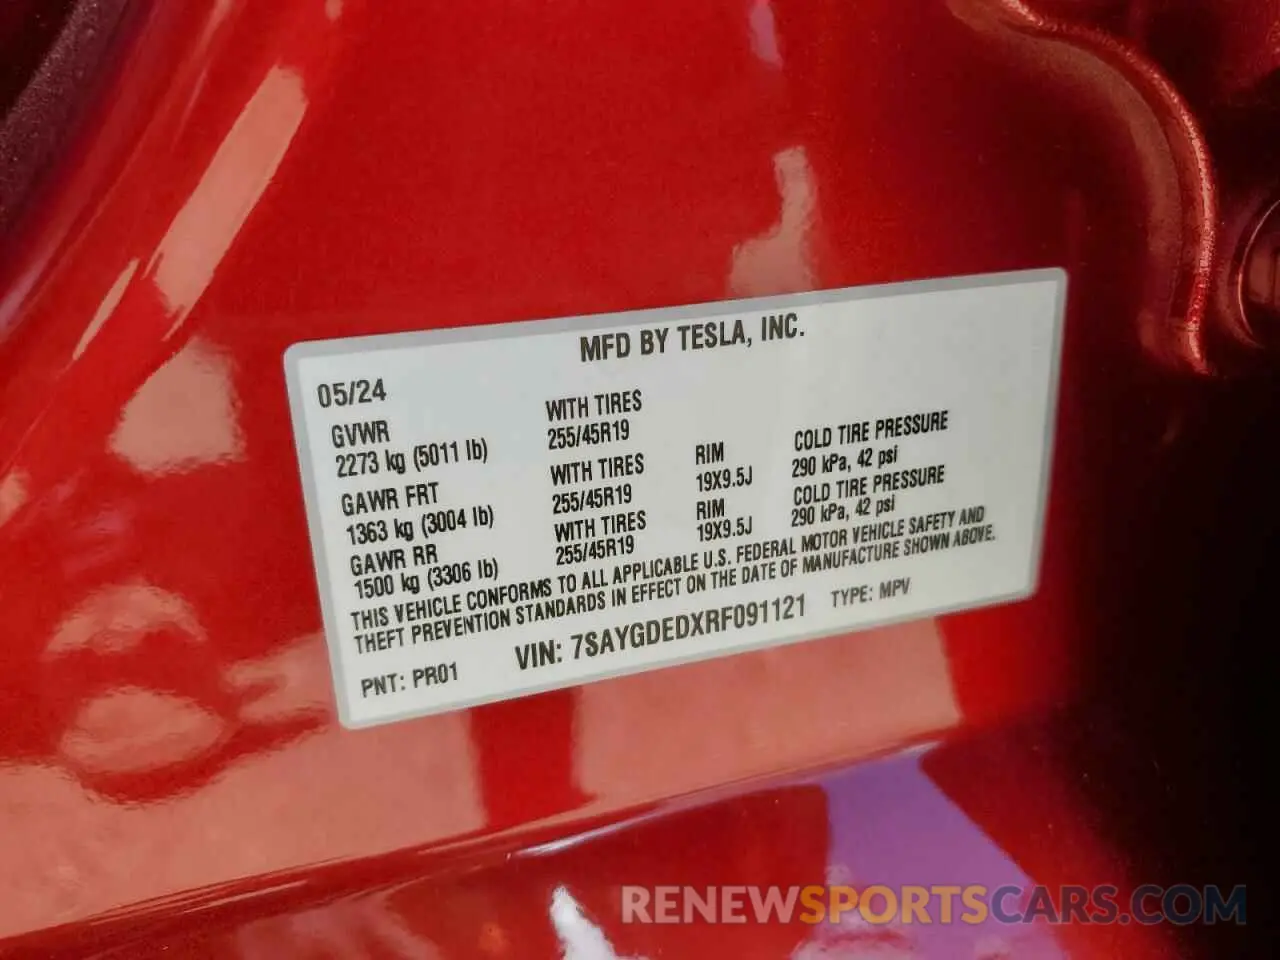 MFD BY TESLA, INC.
05/24
GVWR WITH TIRES
2273 kg (5011 lb) 255/45R19
GAWR FRT WITH TIRES RIM COLD TIRE PRESSURE
1363 kg (3004 lb) 255/45R19 19X9.5J 290 kPa, 42 psi
GAWR RR WITH TIRES RIM COLD TIRE PRESSURE
1500 kg (3306 lb) 255/45R19 19X9.5J 290 kPa, 42 psi
THIS VEHICLE CONFORMS TO ALL APPLICABLE U.S. FEDERAL MOTOR VEHICLE SAFETY AND
THEFT PREVENTION STANDARDS IN EFFECT ON THE DATE OF MANUFACTURE SHOWN ABOVE.
PNT: PR01 VIN: 7SAYGDEDXRF091121 TYPE: MPV
RENEWSPORTSCARS.COM